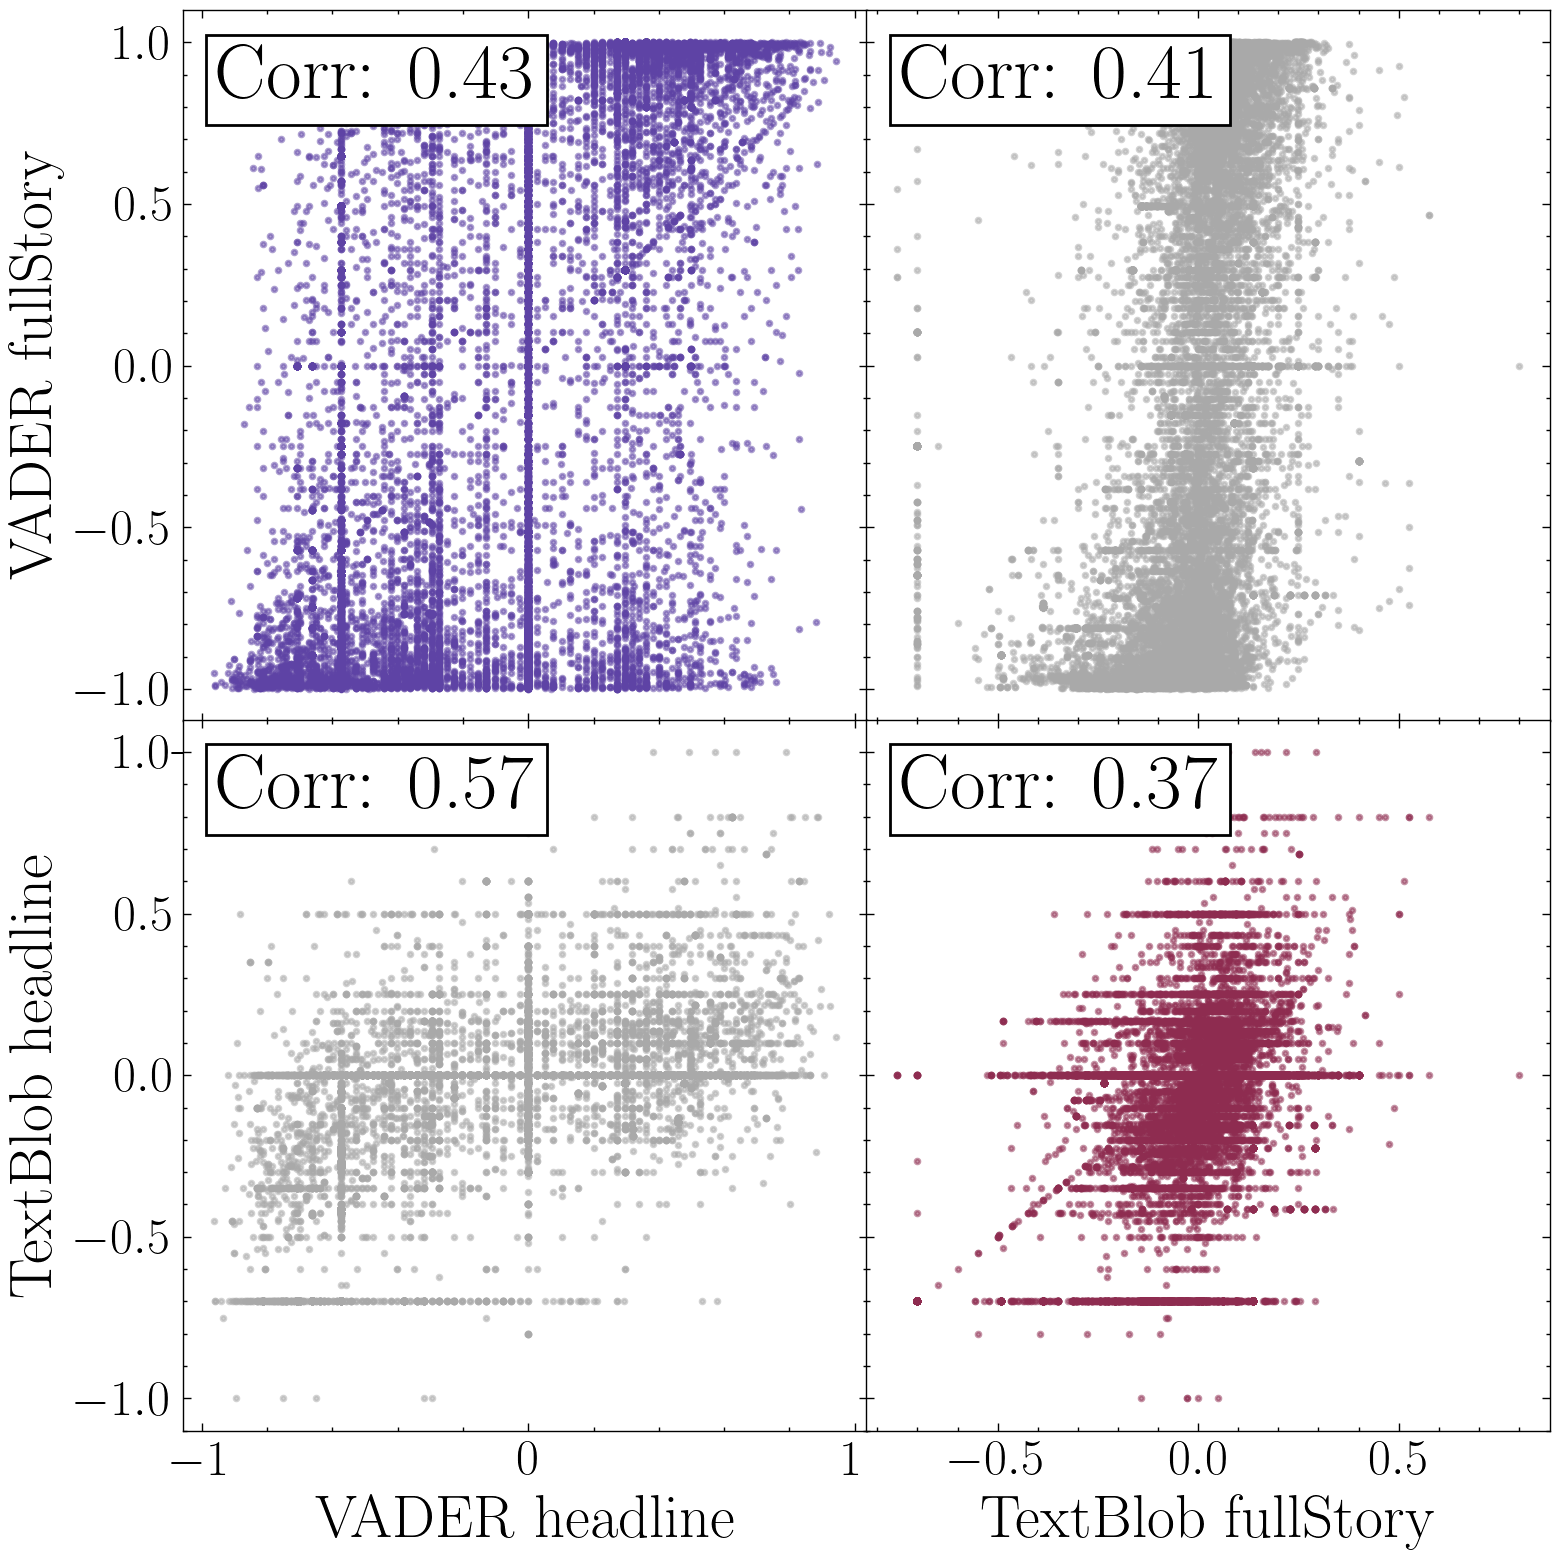 1.0
Corr: 0.43
Corr: 0.41
0.5
VADER fullStory
0.0
−0.5
−1.0
1.0
Corr: 0.57
Corr: 0.37
0.5
TextBlob headline
0.0
−0.5
−1.0
−1 0 1 −0.5 0.0 0.5
VADER headline TextBlob fullStory